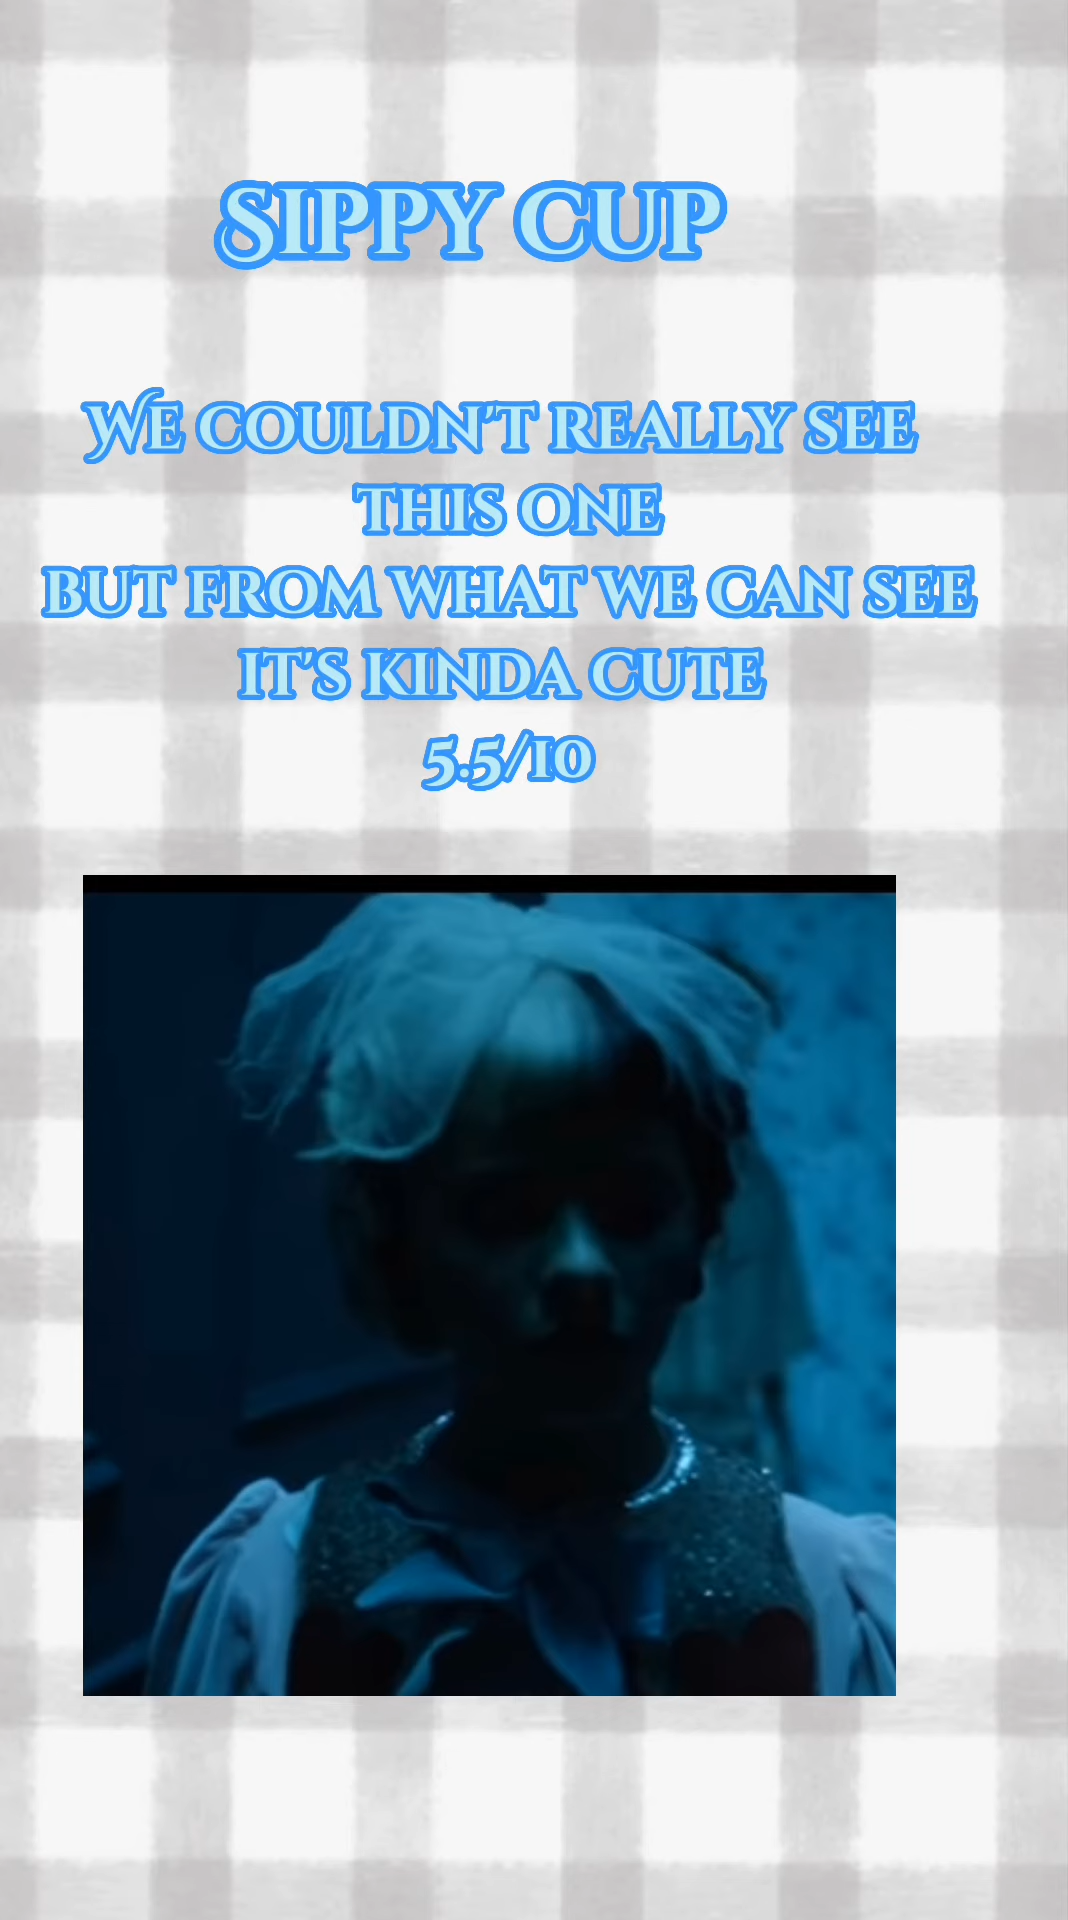 Sippy Cup
We couldn't really see
this one
but from what we can see
it's kinda cute
5.5/10